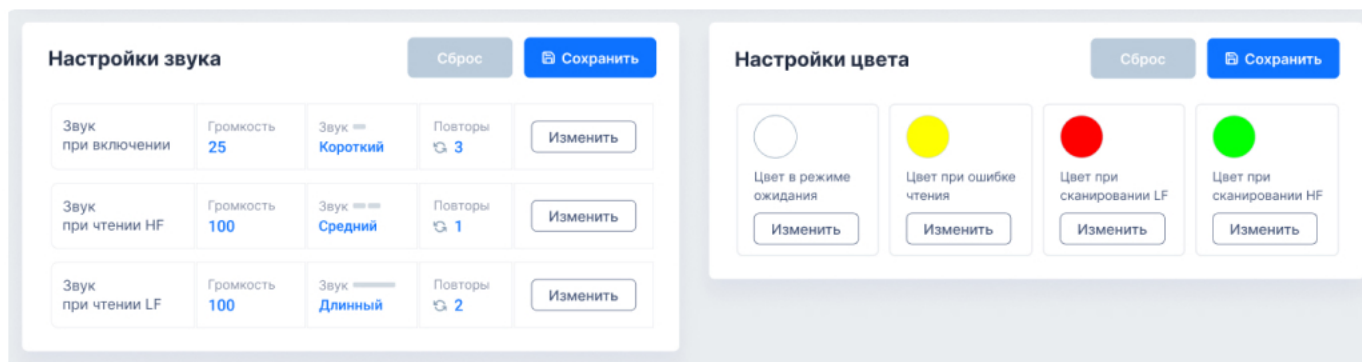 Настройки звука
Сброс
Сохранить
Звук
при включении
Громкость
25
Звук
Короткий
Повторы
3
Изменить
Звук
при чтении HF
Громкость
100
Звук
Средний
Повторы
1
Изменить
Звук
при чтении LF
Громкость
100
Звук
Длинный
Повторы
2
Изменить
Настройки цвета
Сброс
Сохранить
Цвет в режиме
ожидания
Изменить
Цвет при ошибке
чтения
Изменить
Цвет при
сканировании LF
Изменить
Цвет при
сканировании HF
Изменить